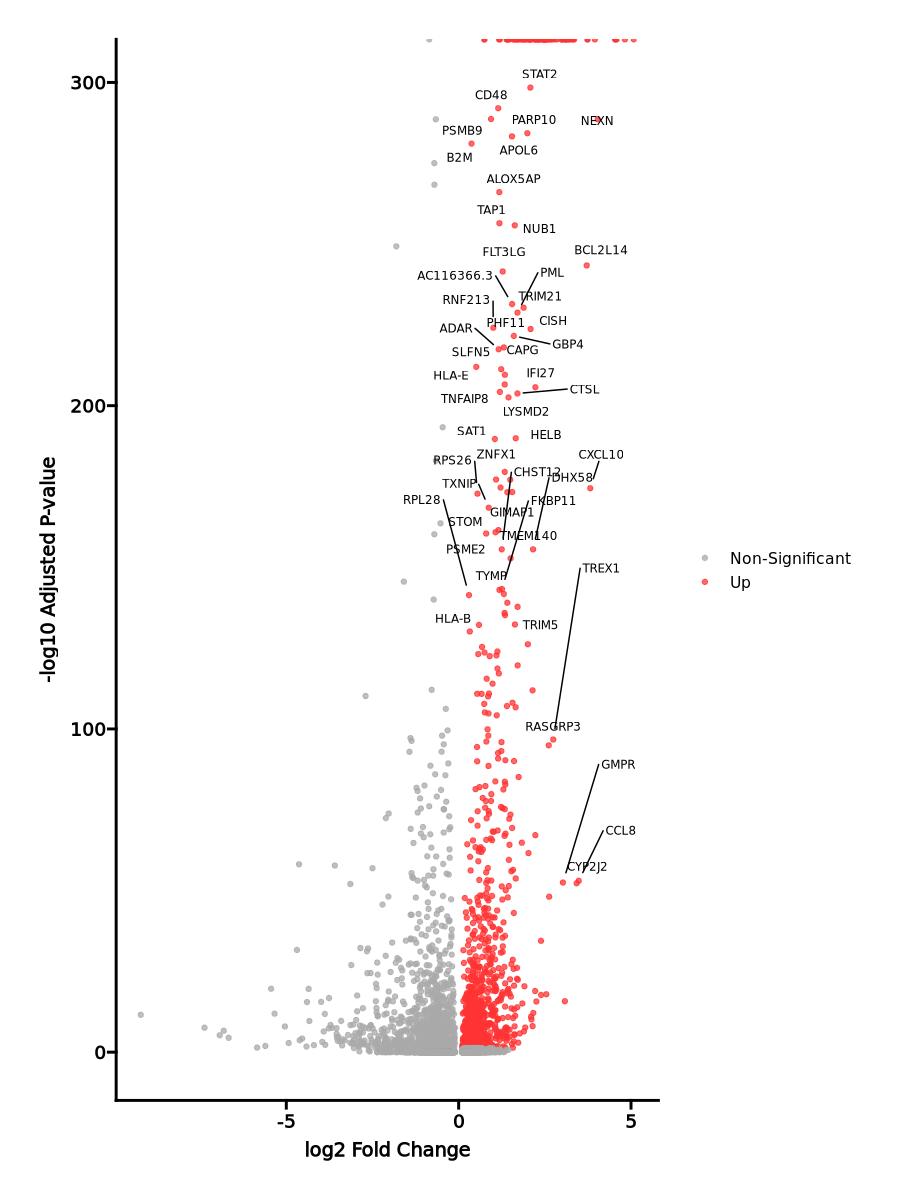 300
STAT2
CD48
PARP10
NEXN
PSMB9
APOL6
B2M
ALOX5AP
TAP1
NUB1
FLT3LG
BCL2L14
AC116366.3
PML
RNF213
TRIM21
ADAR
PHF11
CISH
SLFN5
CAPG
GBP4
HLA-E
IFI27
CTSL
TNFAIP8
200
LYSMD2
SAT1
HELB
RPS26
ZNFX1
CXCL10
TXNIP
CHST12
DHX58
RPL28
FKBP11
STOM
GIMAP1
PSME2
TMEM140
TYMP
TREX1
HLA-B
TRIM5
100
RASGRP3
GMPR
CCL8
CYP2J2
0
-5
0
5
log2 Fold Change
-log10 Adjusted P-value
Non-Significant
Up